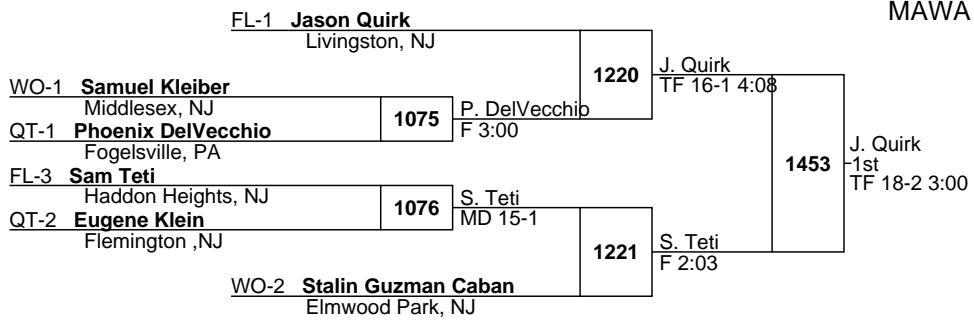 MAWA
FL-1 Jason Quirk
Livingston, NJ
WO-1 Samuel Kleiber
Middlesex, NJ
QT-1 Phoenix DelVecchio
Fogelsville, PA
1075
P. DelVecchio
F 3:00
1220
J. Quirk
TF 16-1 4:08
FL-3 Sam Teti
Haddon Heights, NJ
QT-2 Eugene Klein
Flemington ,NJ
1076
S. Teti
MD 15-1
WO-2 Stalin Guzman Caban
Elmwood Park, NJ
1221
S. Teti
F 2:03
1453
J. Quirk
1st
TF 18-2 3:00